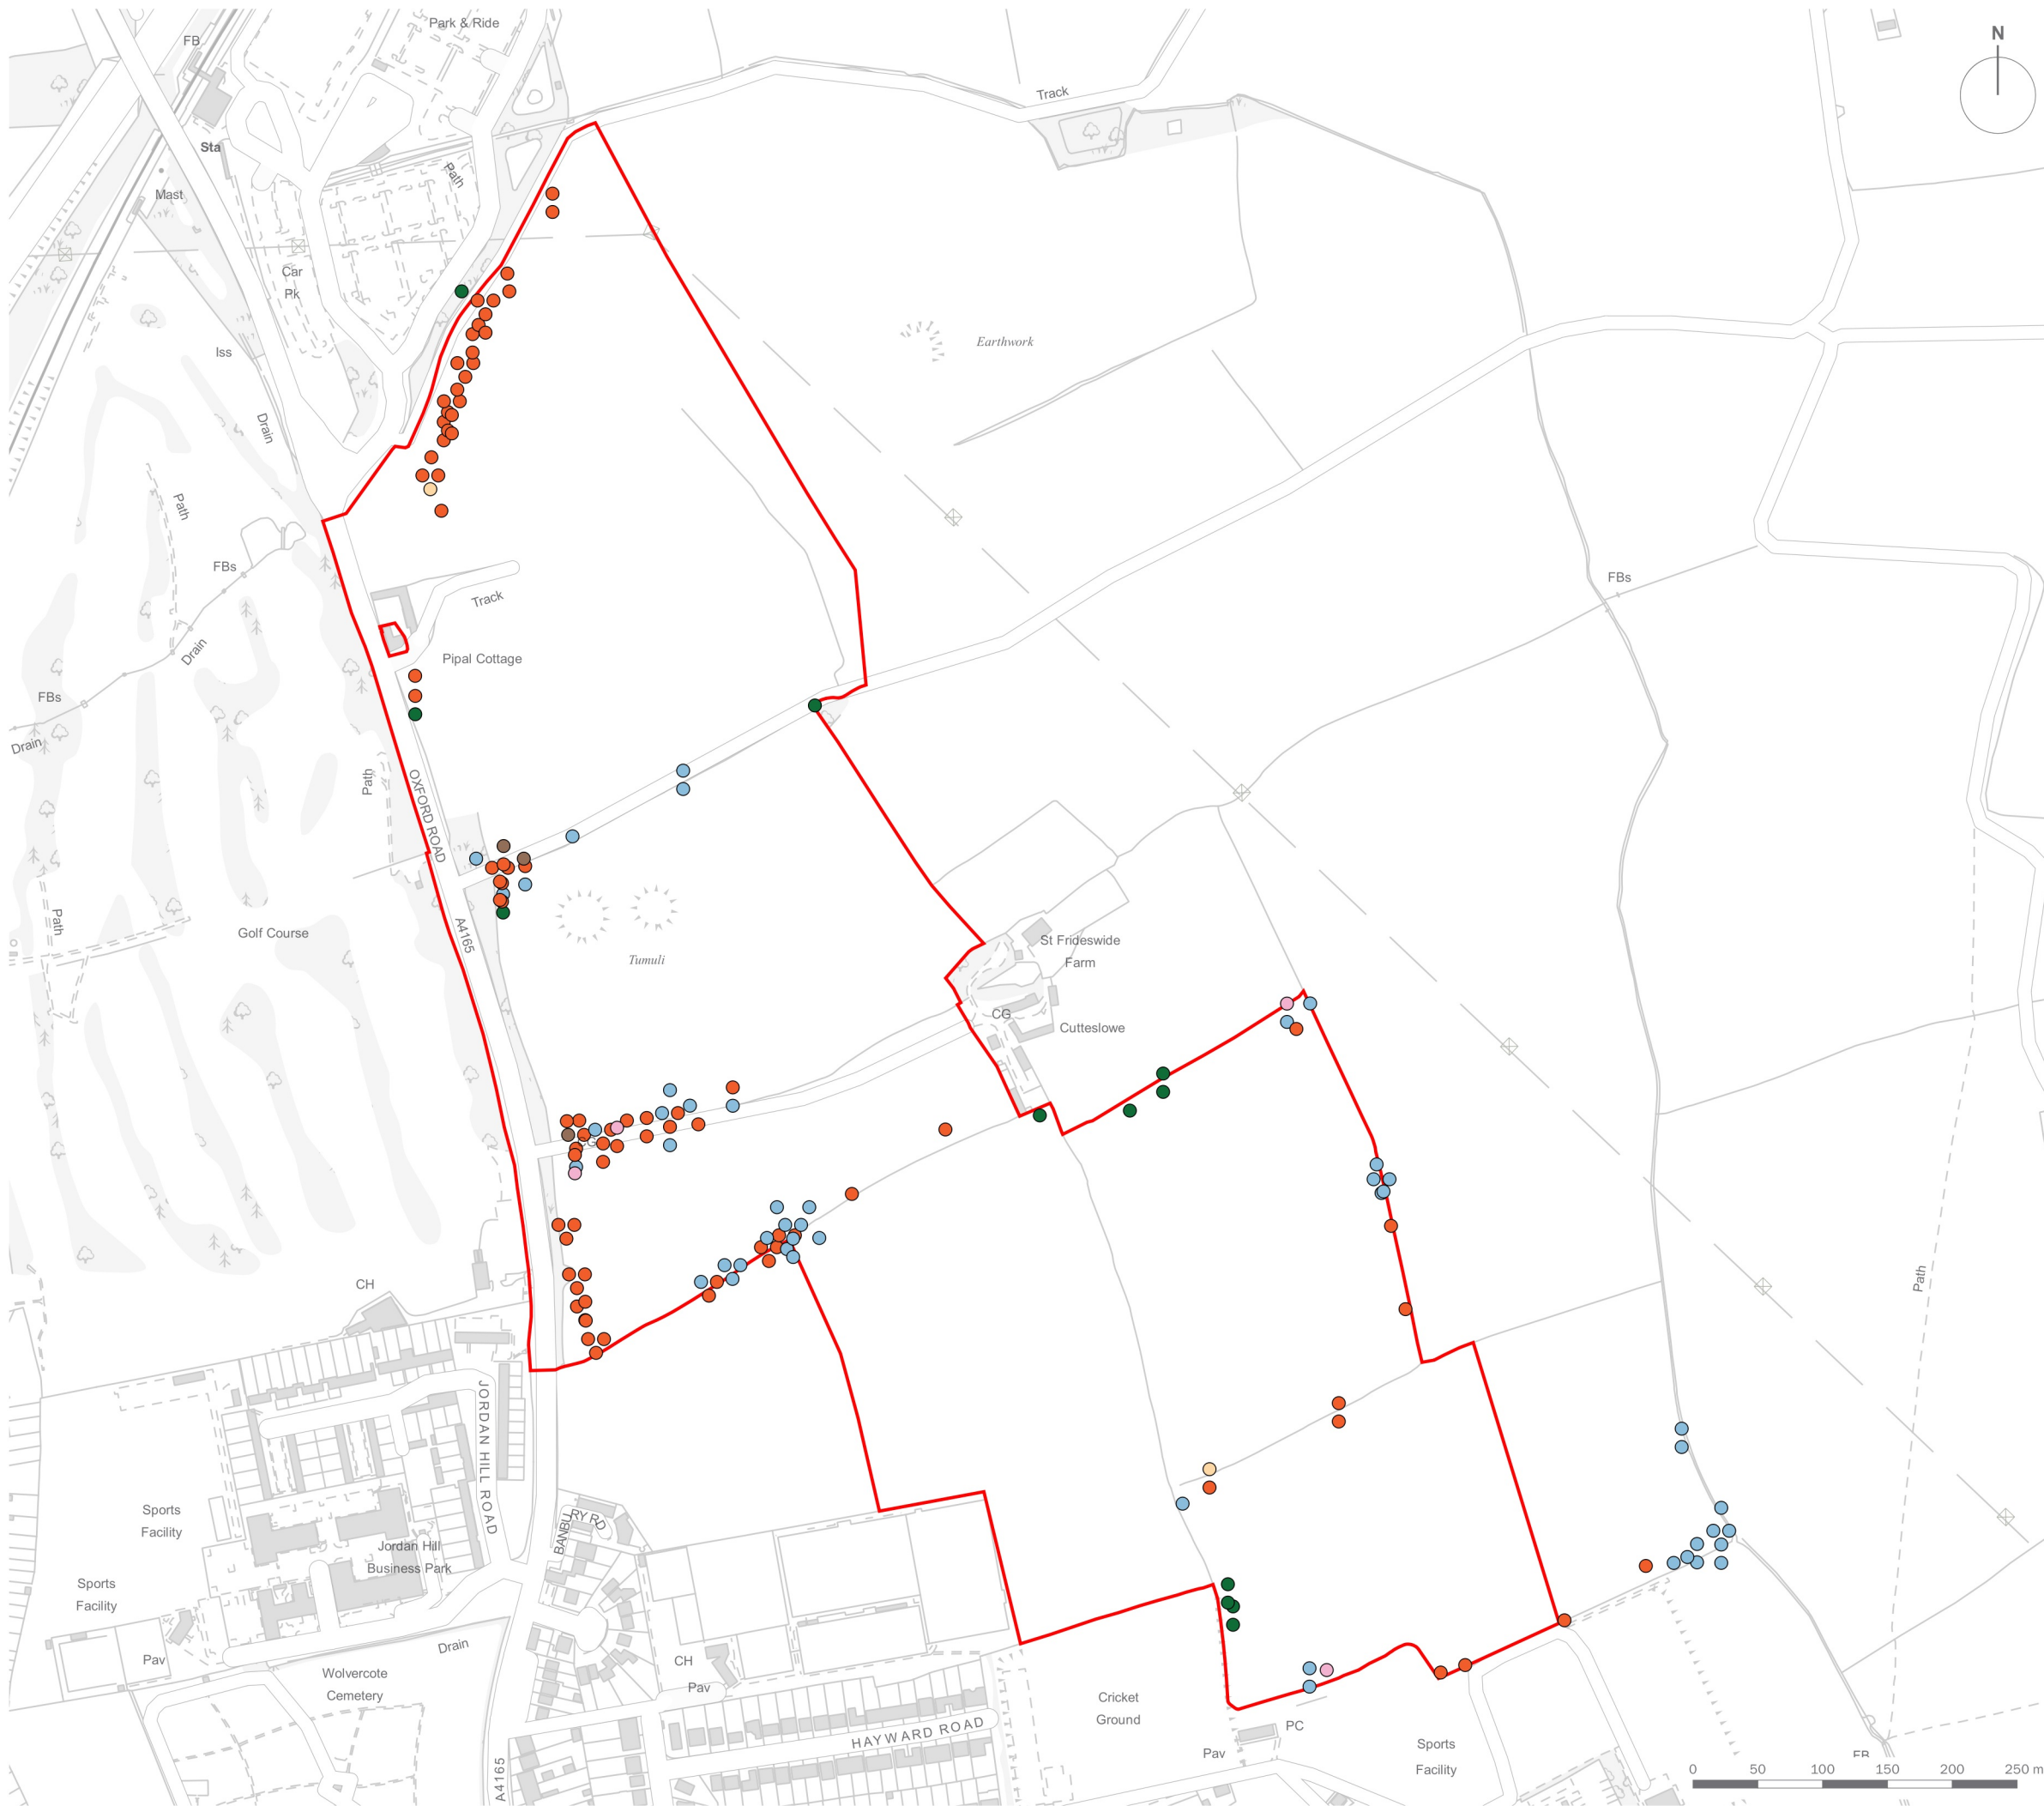 Park & Ride
FB
N
Track
Sta
Path
Mast
Car
Pk
Earthwork
Iss
Drain
Path
FBs
FBs
Track
Drain
Pipal Cottage
FBs
Drain
Path
OXFORD ROAD
Path
Golf Course
A4165
St Frideswide
Farm
Tumuli
CG
Cutteslowe
CG
Path
CH
JORDAN HILL ROAD
Sports
Facility
BANBU
RY RD
Jordan Hill
Business Park
Sports
Facility
Drain
Pav
CH
Wolvercote
Cemetery
Pav
Cricket
Ground
HAYWARD ROAD
PC
Pav
Sports
Facility
FB
A4165
0 50 100 150 200 250 m